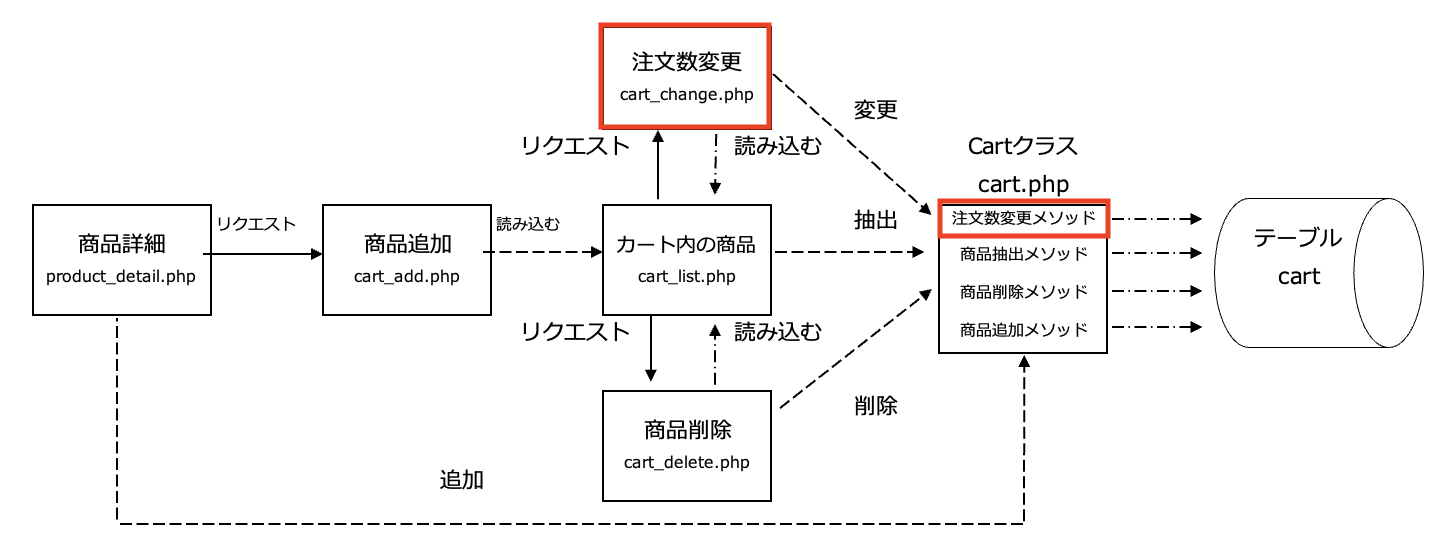 注文数変更
cart_change.php
変更
リクエスト
読み込む
Cartクラス
cart.php
商品詳細
product_detail.php
リクエスト
商品追加
cart_add.php
読み込む
カート内の商品
cart_list.php
抽出
注文数変更メソッド
商品抽出メソッド
商品削除メソッド
商品追加メソッド
テーブル
cart
リクエスト
読み込む
商品削除
cart_delete.php
削除
追加